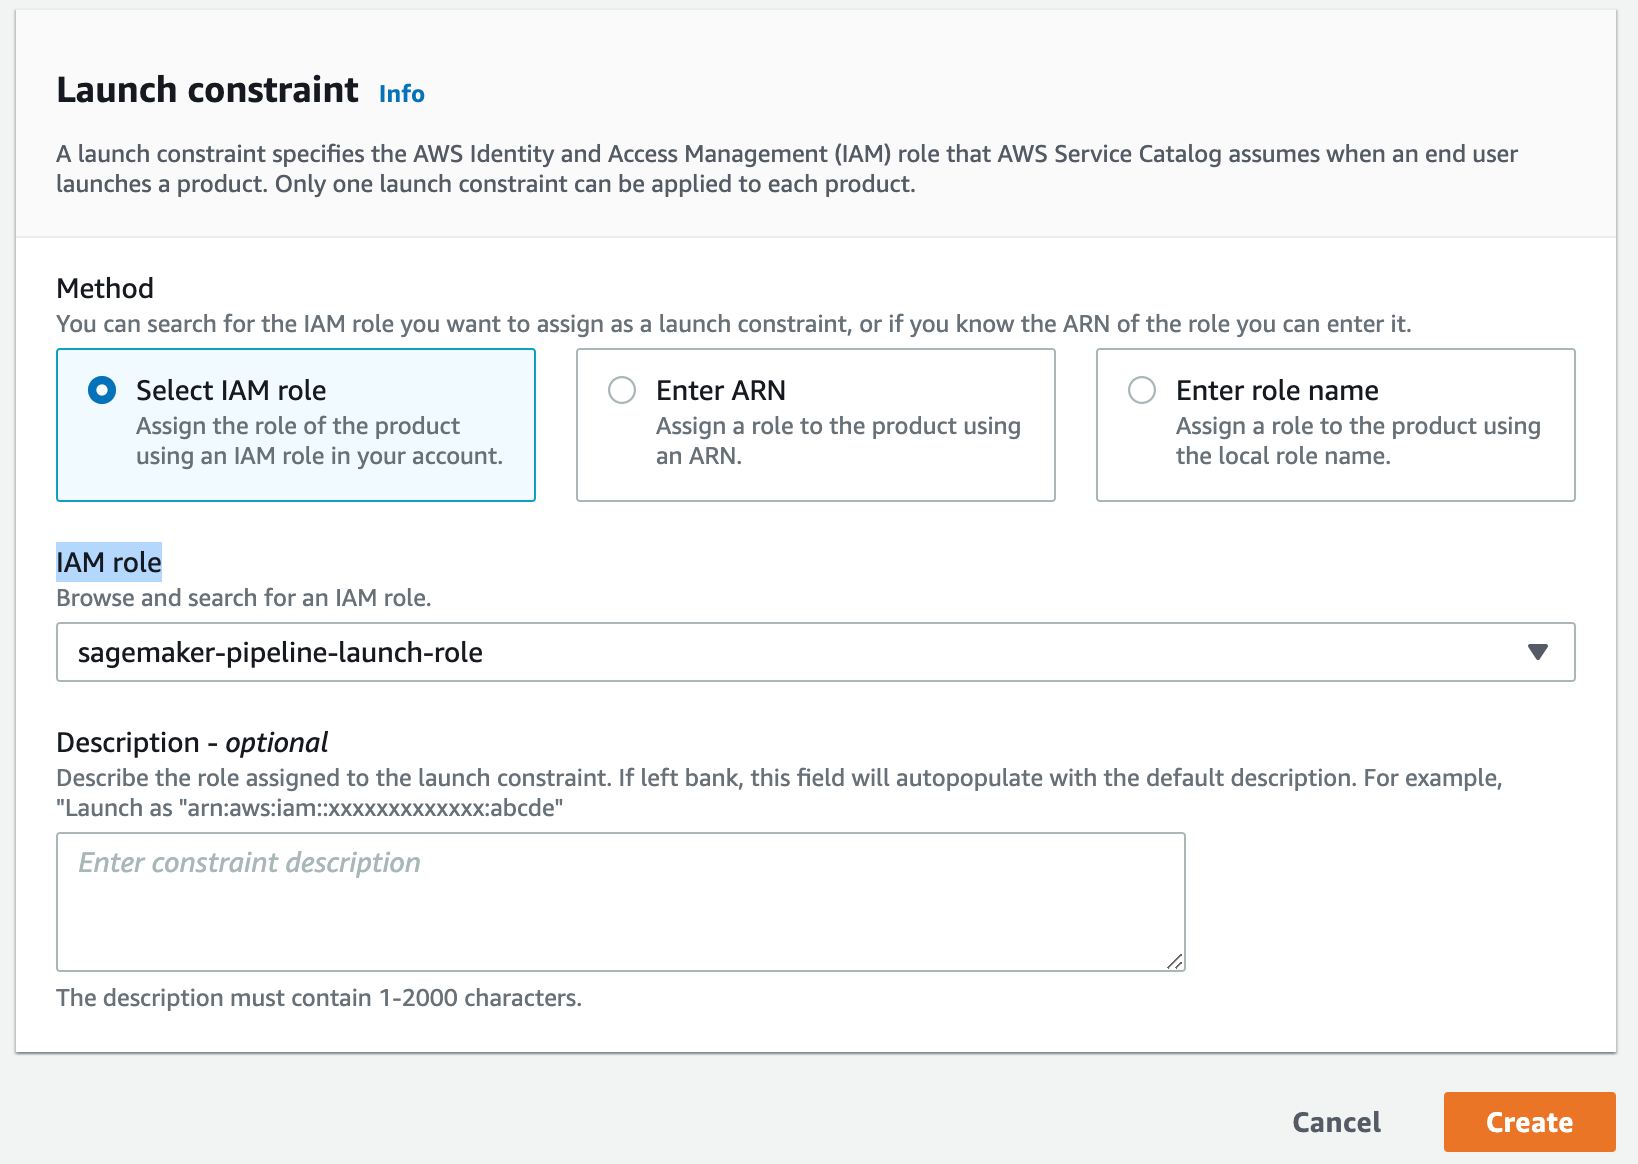 Launch constraint Info
A launch constraint specifies the AWS Identity and Access Management (IAM) role that AWS Service Catalog assumes when an end user
launches a product. Only one launch constraint can be applied to each product.
Method
You can search for the IAM role you want to assign as a launch constraint, or if you know the ARN of the role you can enter it.
Select IAM role
Assign the role of the product
using an IAM role in your account.
Enter ARN
Assign a role to the product using
an ARN.
Enter role name
Assign a role to the product using
the local role name.
IAM role
Browse and search for an IAM role.
sagemaker-pipeline-launch-role
Description - optional
Describe the role assigned to the launch constraint. If left bank, this field will autopopulate with the default description. For example,
"Launch as "arn:aws:iam::xxxxxxxxxxxxx:abcde"
Enter constraint description
The description must contain 1-2000 characters.
Cancel
Create